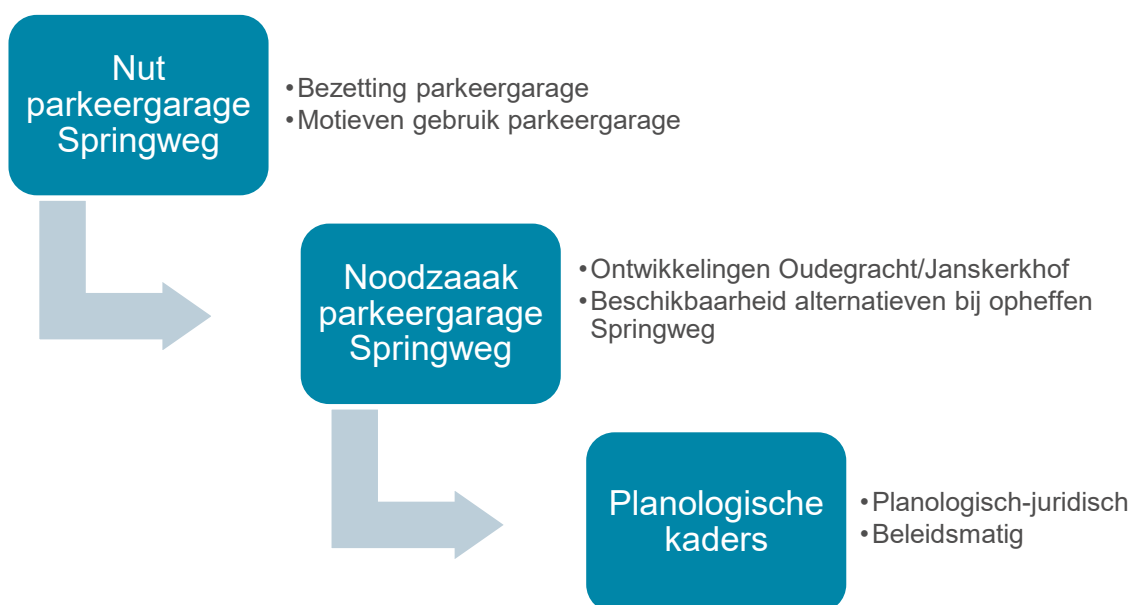 Nut
parkeergarage
Springweg
•Bezetting parkeergarage
•Motieven gebruik parkeergarage
Noodzaaak
parkeergarage
Springweg
•Ontwikkelingen Oudegracht/Janskerkhof
•Beschikbaarheid alternatieven bij opheffen
Springweg
Planologische
kaders
•Planologisch-juridisch
•Beleidsmatig